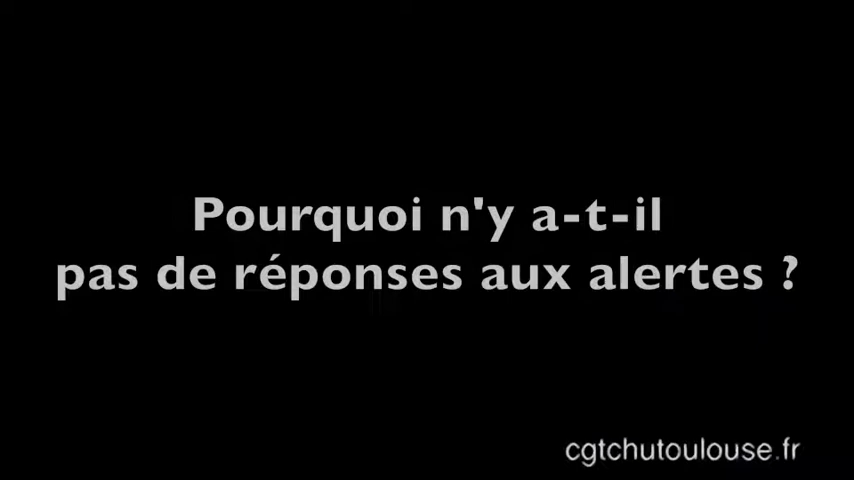 Pourquoi n'y a-t-il
pas de réponses aux alertes ?
cgtchutoulouse.fr